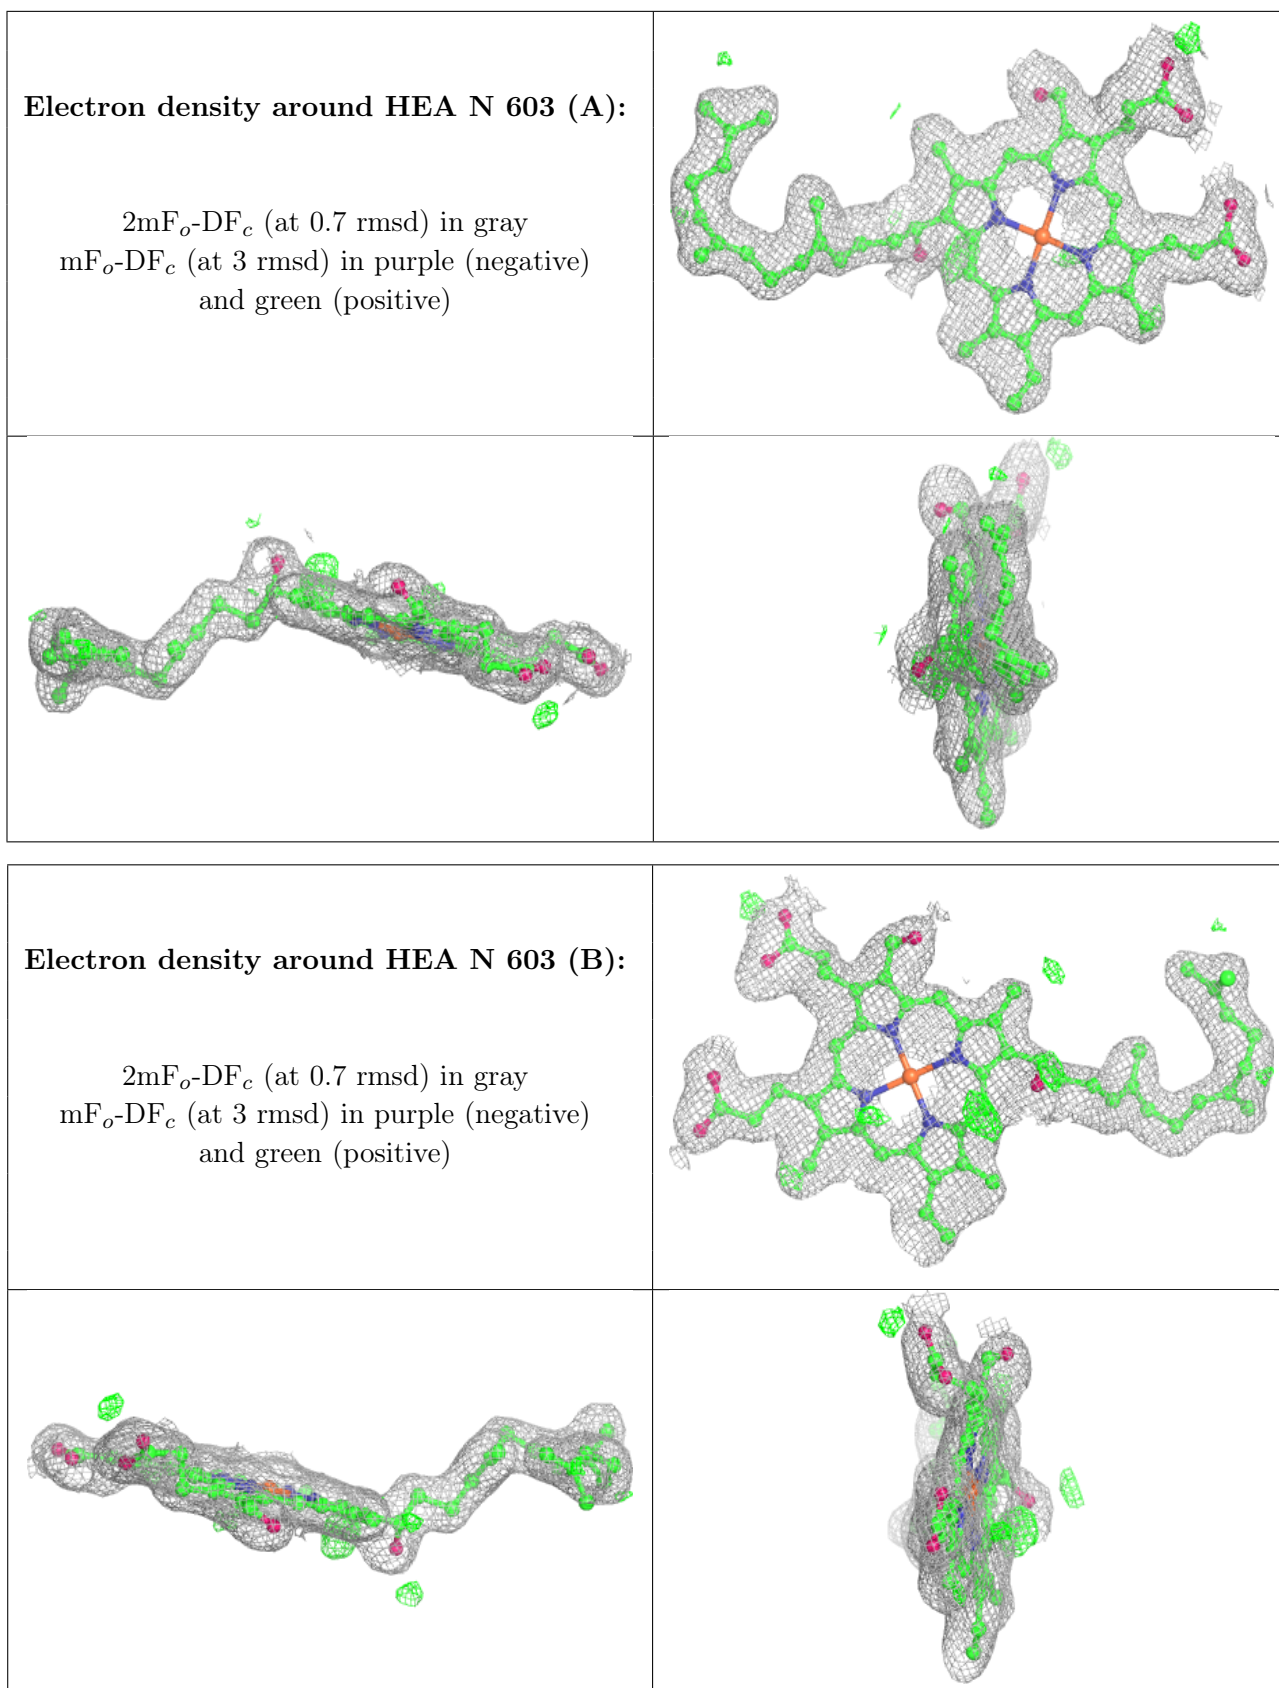 Electron density around HEA N 603 (A):
2mFo-DFc (at 0.7 rmsd) in gray
mFo-DFc (at 3 rmsd) in purple (negative)
and green (positive)
Electron density around HEA N 603 (B):
2mFo-DFc (at 0.7 rmsd) in gray
mFo-DFc (at 3 rmsd) in purple (negative)
and green (positive)